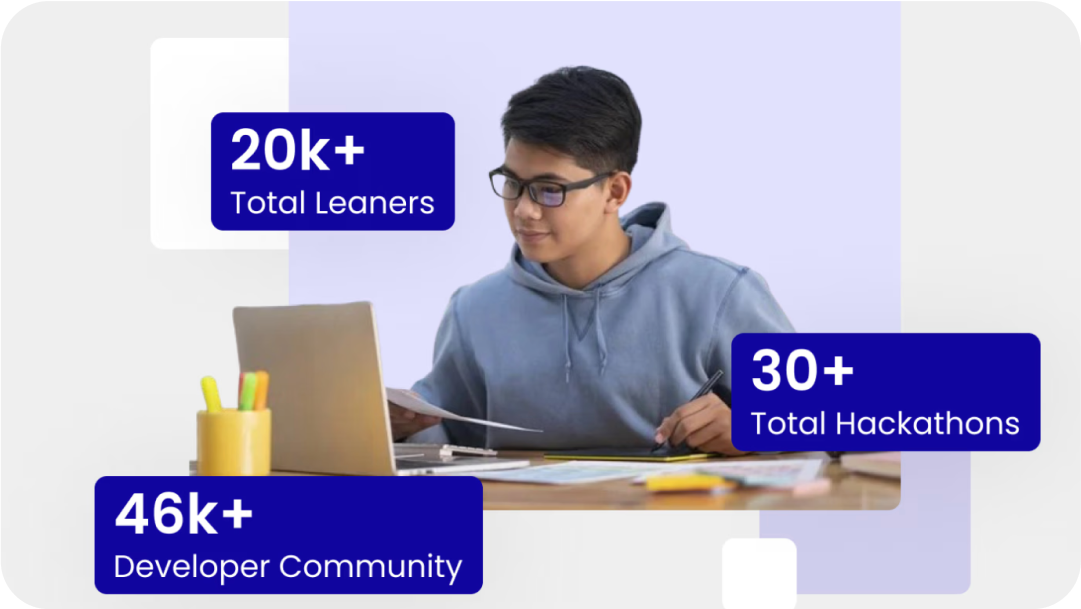 20k+
Total Leaners
30+
Total Hackathons
46k+
Developer Community